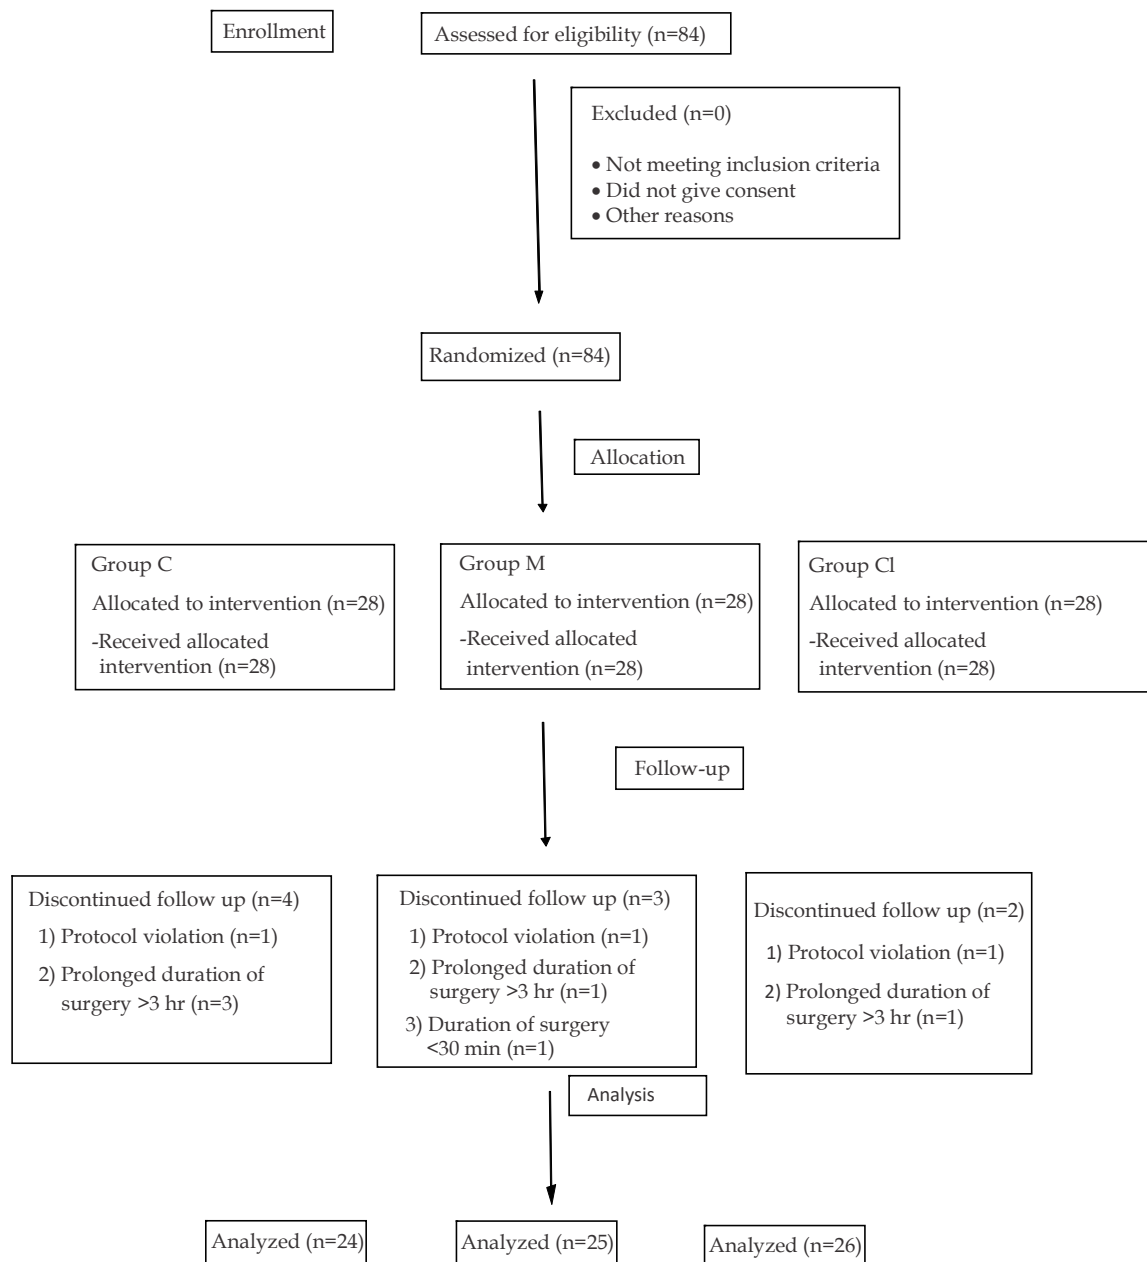 Enrollment
Assessed for eligibility (n=84)
Excluded (n=0)
• Not meeting inclusion criteria
• Did not give consent
• Other reasons
Randomized (n=84)
Allocation
Group C
Allocated to intervention (n=28)
-Received allocated
intervention (n=28)
Group M
Allocated to intervention (n=28)
-Received allocated
intervention (n=28)
Group Cl
Allocated to intervention (n=28)
-Received allocated
intervention (n=28)
Follow-up
Discontinued follow up (n=4)
1) Protocol violation (n=1)
2) Prolonged duration of
surgery >3 hr (n=3)
Discontinued follow up (n=3)
1) Protocol violation (n=1)
2) Prolonged duration of
surgery >3 hr (n=1)
3) Duration of surgery
<30 min (n=1)
Discontinued follow up (n=2)
1) Protocol violation (n=1)
2) Prolonged duration of
surgery >3 hr (n=1)
Analysis
Analyzed (n=24)
Analyzed (n=25)
Analyzed (n=26)